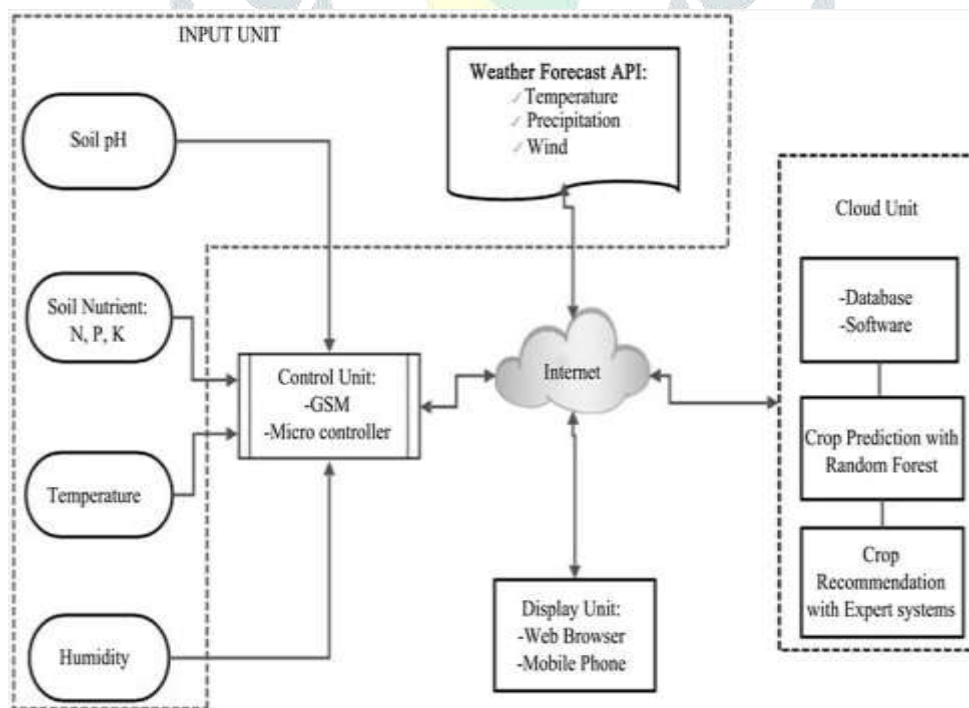 INPUT UNIT
Weather Forecast API:
✓Temperature
✓Precipitation
✓Wind
Soil pH
Cloud Unit
-Database
-Software
Soil Nutrient:
N, P, K
Control Unit:
-GSM
-Micro controller
Internet
Crop Prediction with
Random Forest
Temperature
Crop
Recommendation
with Expert systems
Display Unit:
-Web Browser
-Mobile Phone
Humidity